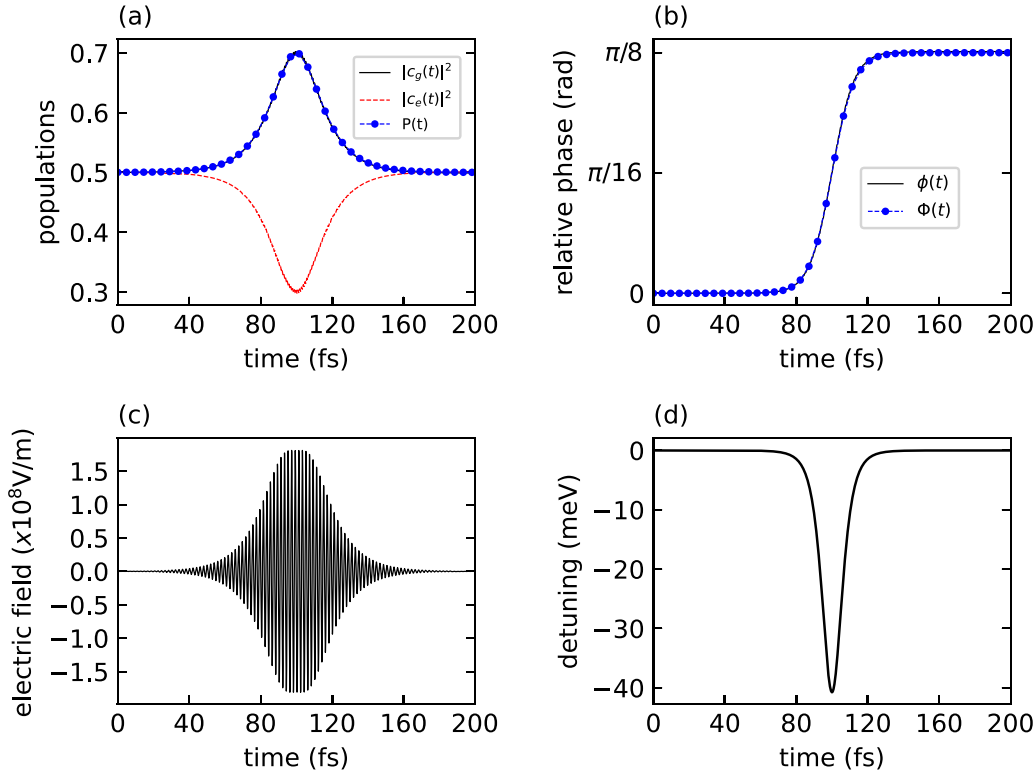 (a)
populations
0.7
0.6
0.5
0.4
0.3
|c_g(t)|²
|c_e(t)|²
P(t)
0 40 80 120 160 200
time (fs)
(b)
relative phase (rad)
π/8
π/16
0
ϕ(t)
Φ(t)
0 40 80 120 160 200
time (fs)
(c)
electric field (x10⁸V/m)
1.5
1.0
0.5
0.0
−0.5
−1.0
−1.5
0 40 80 120 160 200
time (fs)
(d)
detuning (meV)
0
−10
−20
−30
−40
0 40 80 120 160 200
time (fs)